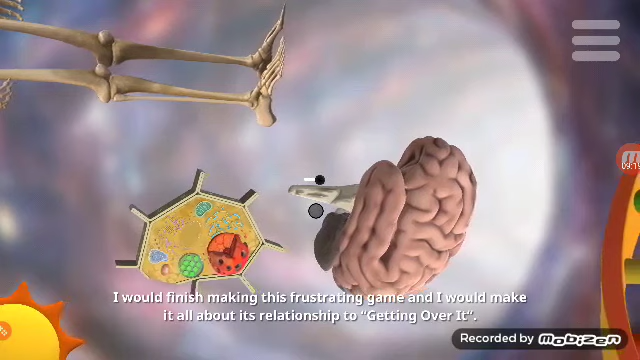 I would finish making this frustrating game and I would make
it all about its relationship to "Getting Over It".
Recorded by mobizen